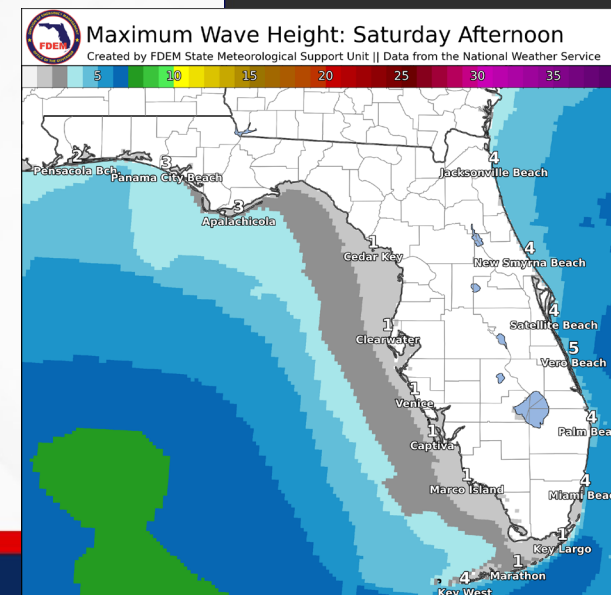 FDEM
Maximum Wave Height: Saturday Afternoon
Created by FDEM State Meteorological Support Unit || Data from the National Weather Service
5 10 15 20 25 30 35
2
Pensacola Bch.
3
Panama City Beach
3
Apalachicola
4
Jacksonville Beach
1
Cedar Key
4
New Smyrna Beach
4
Satellite Beach
1
Clearwater
5
Vero Beach
1
Venice
4
Palm Bea
1
Captiva
1
Marco Island
4
Miami Bea
1
Key Largo
1
Marathon
4
Key West